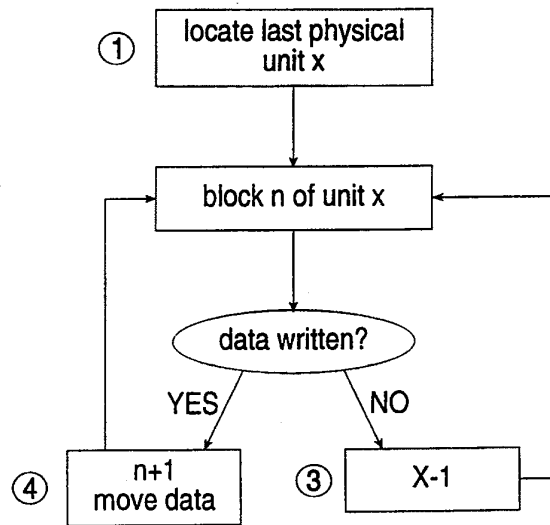 ① locate last physical
unit x
block n of unit x
data written?
YES NO
④ n+1
move data
③ X-1